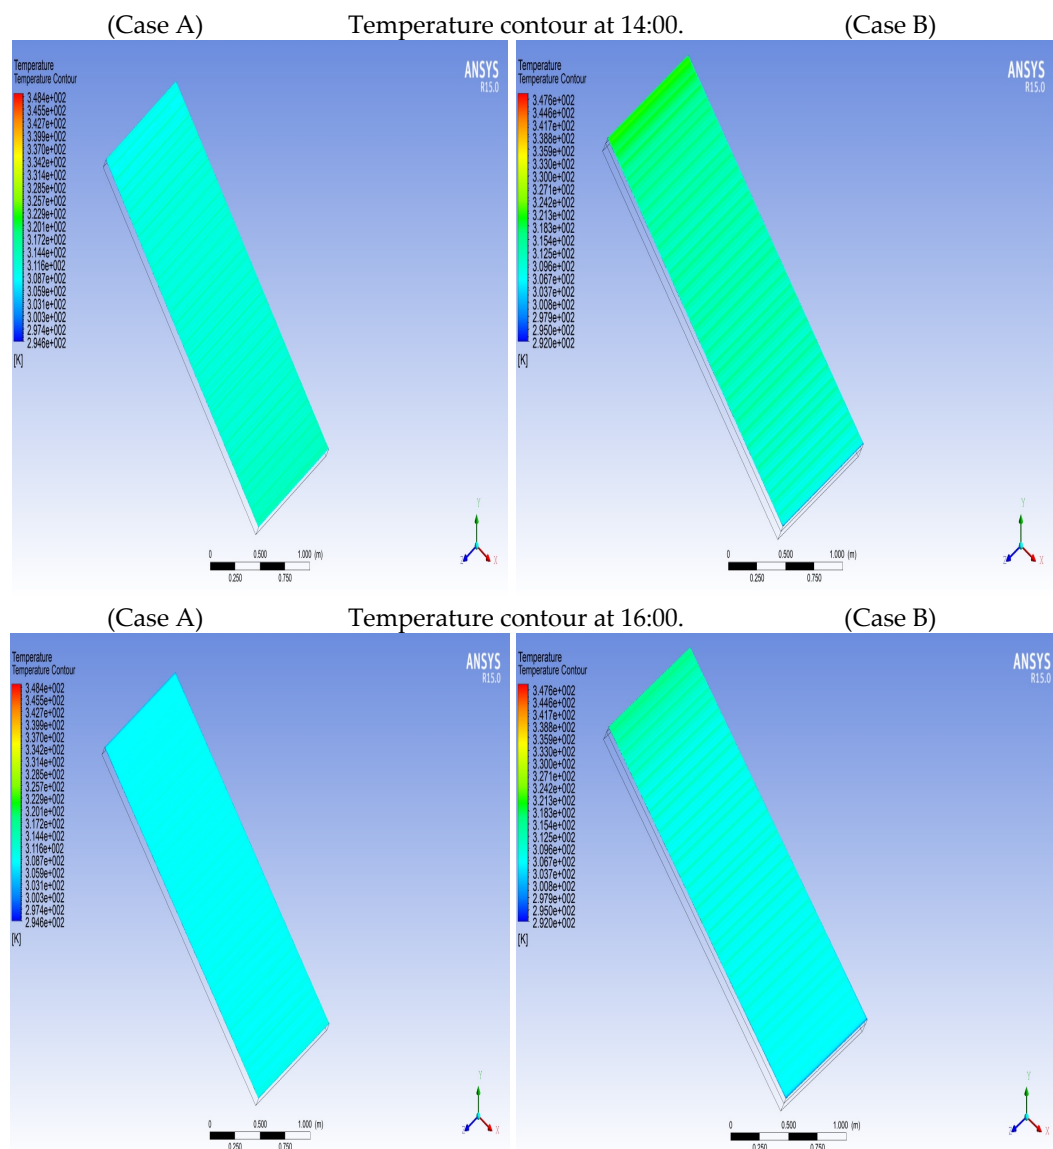 (Case A) Temperature contour at 14:00. (Case B)
Temperature
Temperature Contour
3.484e+002
3.455e+002
3.427e+002
3.399e+002
3.370e+002
3.342e+002
3.314e+002
3.285e+002
3.257e+002
3.229e+002
3.201e+002
3.172e+002
3.144e+002
3.116e+002
3.087e+002
3.059e+002
3.031e+002
3.003e+002
2.974e+002
2.946e+002
[K]
ANSYS
R15.0
Y
Z X
0 0.500 1.000 (m)
0.250 0.750
Temperature
Temperature Contour
3.476e+002
3.446e+002
3.417e+002
3.388e+002
3.359e+002
3.330e+002
3.300e+002
3.271e+002
3.242e+002
3.213e+002
3.183e+002
3.154e+002
3.125e+002
3.096e+002
3.067e+002
3.037e+002
3.008e+002
2.979e+002
2.950e+002
2.920e+002
[K]
ANSYS
R15.0
Y
Z X
0 0.500 1.000 (m)
0.250 0.750
(Case A) Temperature contour at 16:00. (Case B)
Temperature
Temperature Contour
3.484e+002
3.455e+002
3.427e+002
3.399e+002
3.370e+002
3.342e+002
3.314e+002
3.285e+002
3.257e+002
3.229e+002
3.201e+002
3.172e+002
3.144e+002
3.116e+002
3.087e+002
3.059e+002
3.031e+002
3.003e+002
2.974e+002
2.946e+002
[K]
ANSYS
R15.0
Y
Z X
0 0.500 1.000 (m)
0.250 0.750
Temperature
Temperature Contour
3.476e+002
3.446e+002
3.417e+002
3.388e+002
3.359e+002
3.330e+002
3.300e+002
3.271e+002
3.242e+002
3.213e+002
3.183e+002
3.154e+002
3.125e+002
3.096e+002
3.067e+002
3.037e+002
3.008e+002
2.979e+002
2.950e+002
2.920e+002
[K]
ANSYS
R15.0
Y
Z X
0 0.500 1.000 (m)
0.250 0.750